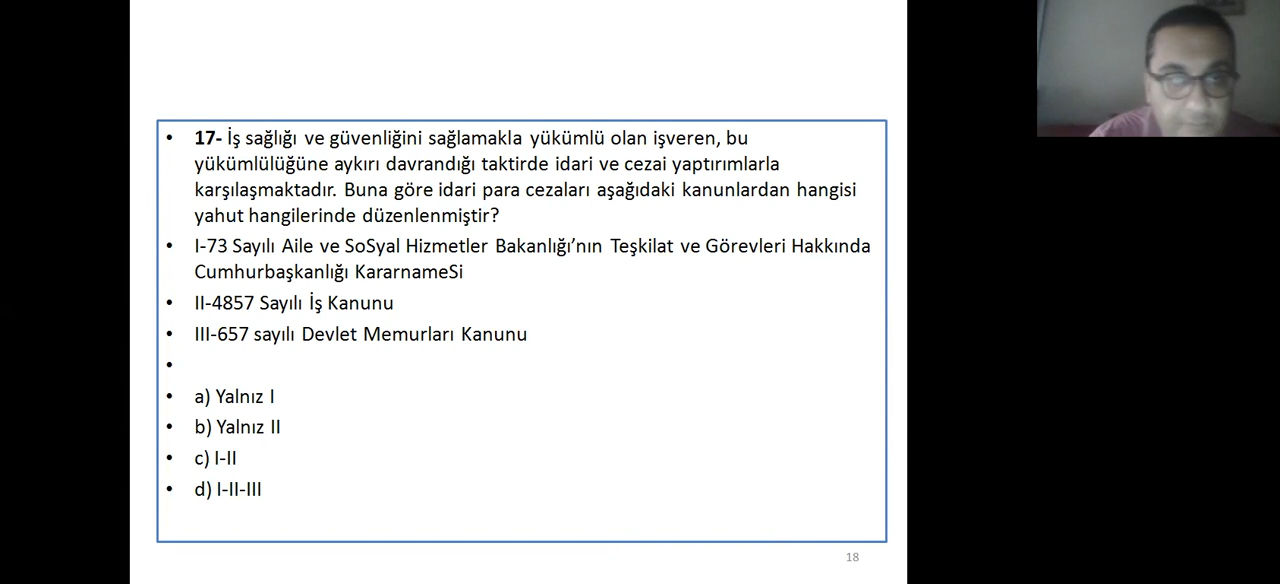 • 17- İş sağlığı ve güvenliğini sağlamakla yükümlü olan işveren, bu
yükümlülüğüne aykırı davrandığı taktirde idari ve cezai yaptırımlarla
karşılaşmaktadır. Buna göre idari para cezaları aşağıdaki kanunlardan hangisi
yahut hangilerinde düzenlenmiştir?
• I-73 Sayılı Aile ve SoSyal Hizmetler Bakanlığı’nın Teşkilat ve Görevleri Hakkında
Cumhurbaşkanlığı KararnameSi
• II-4857 Sayılı İş Kanunu
• III-657 sayılı Devlet Memurları Kanunu
•
• a) Yalnız I
• b) Yalnız II
• c) I-II
• d) I-II-III
18